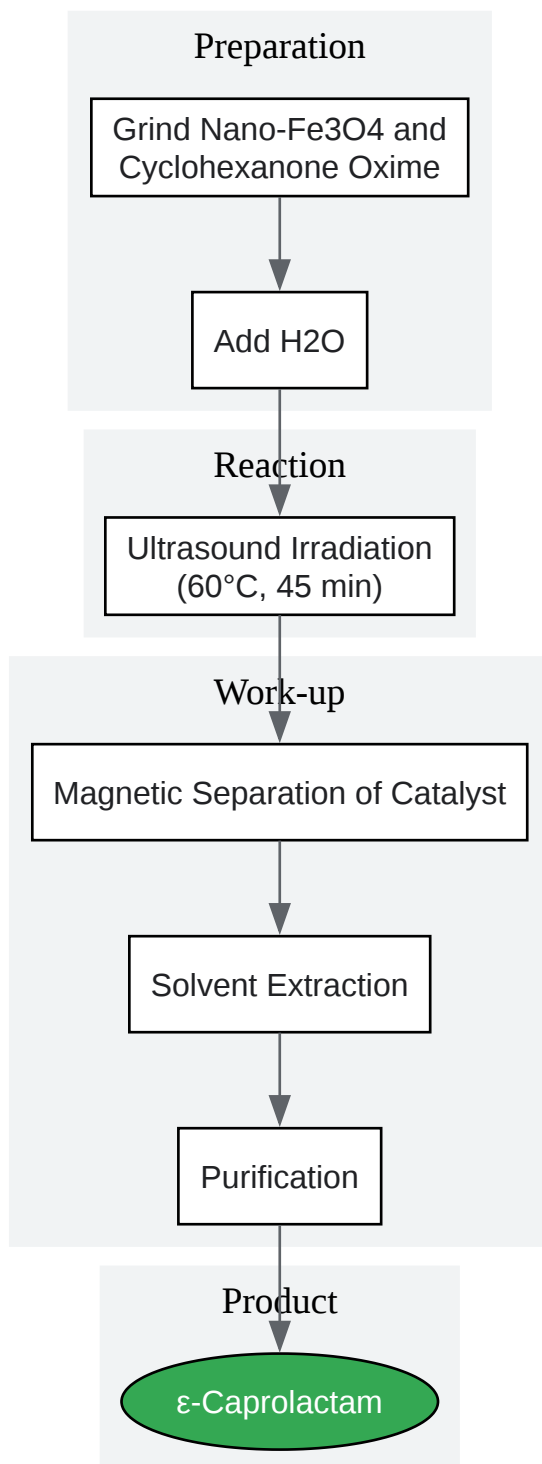 Preparation
Grind Nano-Fe3O4 and
Cyclohexanone Oxime
Add H2O
Reaction
Ultrasound Irradiation
(60°C, 45 min)
Work-up
Magnetic Separation of Catalyst
Solvent Extraction
Purification
Product
ε-Caprolactam